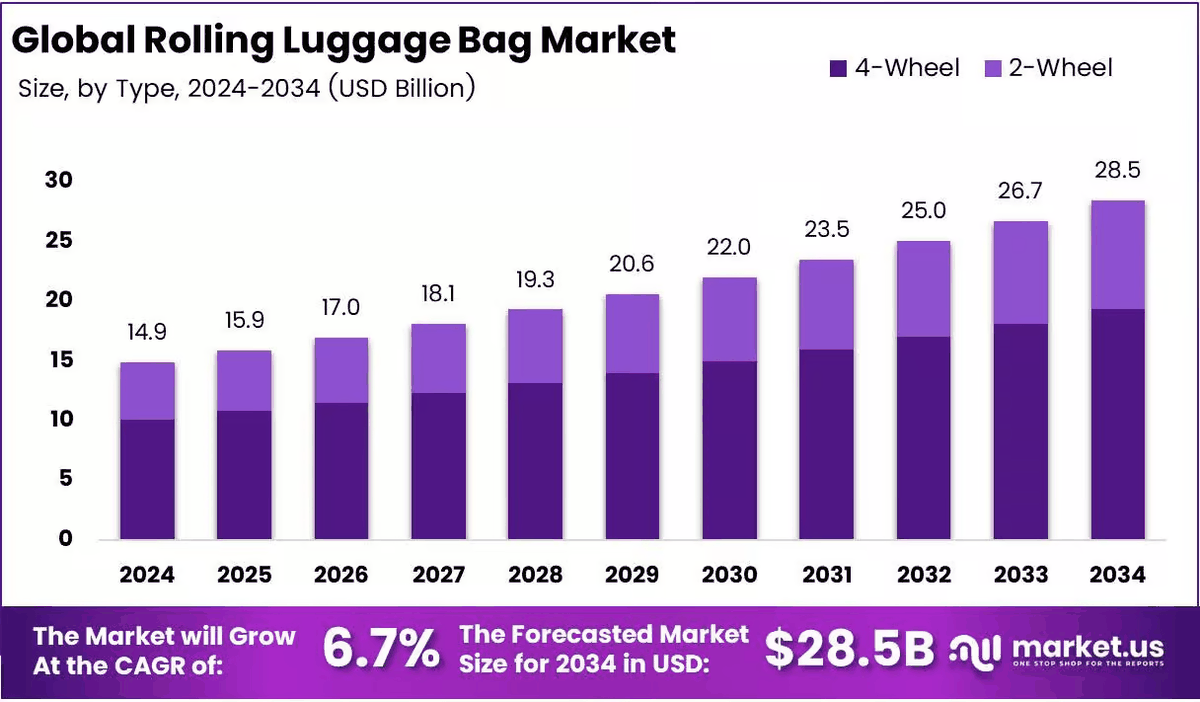 Global Rolling Luggage Bag Market
Size, by Type, 2024-2034 (USD Billion)
4-Wheel 2-Wheel
30
25
20
15
10
5
0
14.9 15.9 17.0 18.1 19.3 20.6 22.0 23.5 25.0 26.7 28.5
2024 2025 2026 2027 2028 2029 2030 2031 2032 2033 2034
The Market will Grow
At the CAGR of:
6.7%
The Forecasted Market
Size for 2034 in USD:
$28.5B
market.us
ONE STOP SHOP FOR THE REPORTS